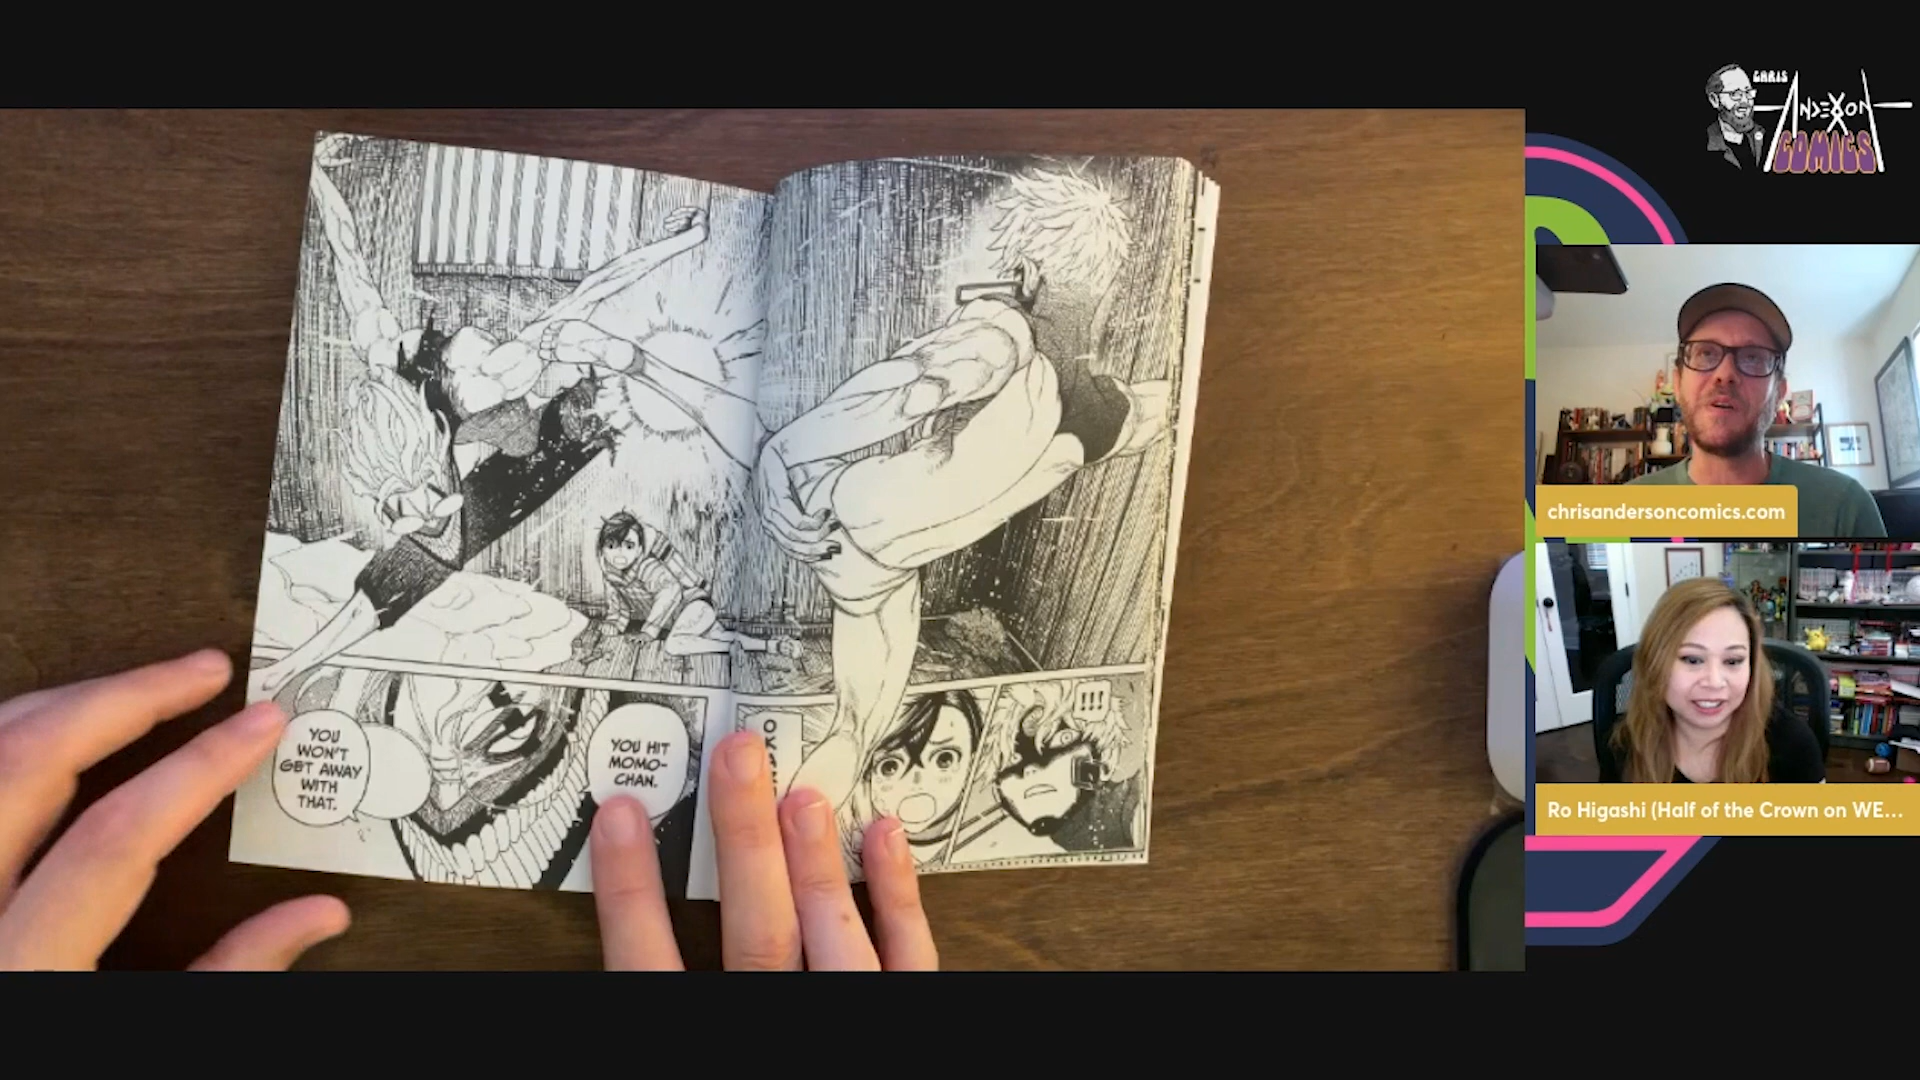 CHRIS
ANDERSON
COMICS
!!!
OKARUN
YOU HIT
MOMO-
CHAN.
YOU
WON'T
GET AWAY
WITH
THAT.
chrisandersoncomics.com
Ro Higashi (Half of the Crown on WE...